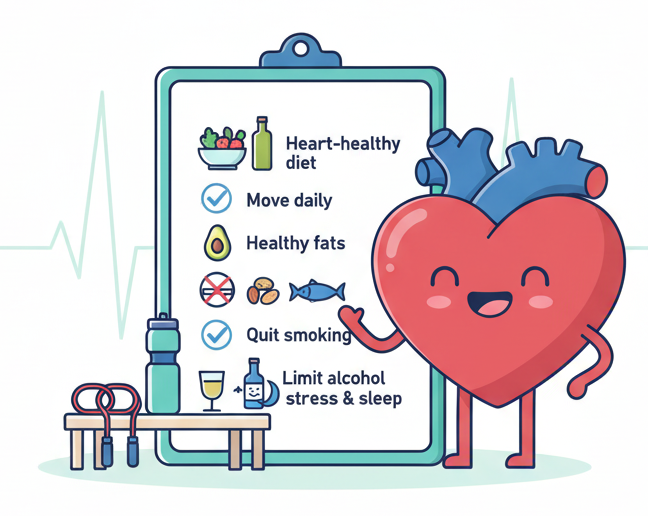 Heart-healthy
diet
Move daily
Healthy fats
Quit smoking
Limit alcohol
stress & sleep